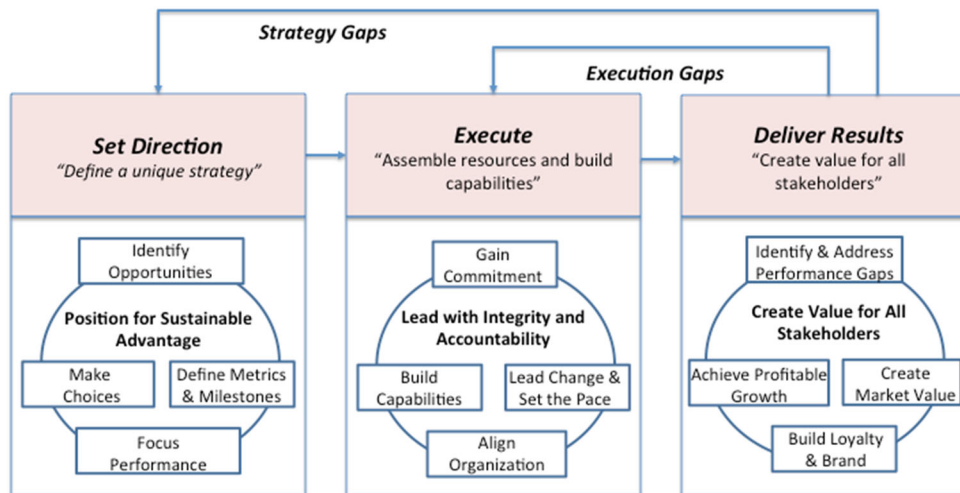 Strategy Gaps
Execution Gaps
Set Direction
“Define a unique strategy”
Identify
Opportunities
Position for Sustainable
Advantage
Make
Choices
Define Metrics
& Milestones
Focus
Performance
Execute
“Assemble resources and build
capabilities”
Gain
Commitment
Lead with Integrity and
Accountability
Build
Capabilities
Lead Change &
Set the Pace
Align
Organization
Deliver Results
“Create value for all
stakeholders”
Identify & Address
Performance Gaps
Create Value for All
Stakeholders
Achieve Profitable
Growth
Create
Market Value
Build Loyalty
& Brand